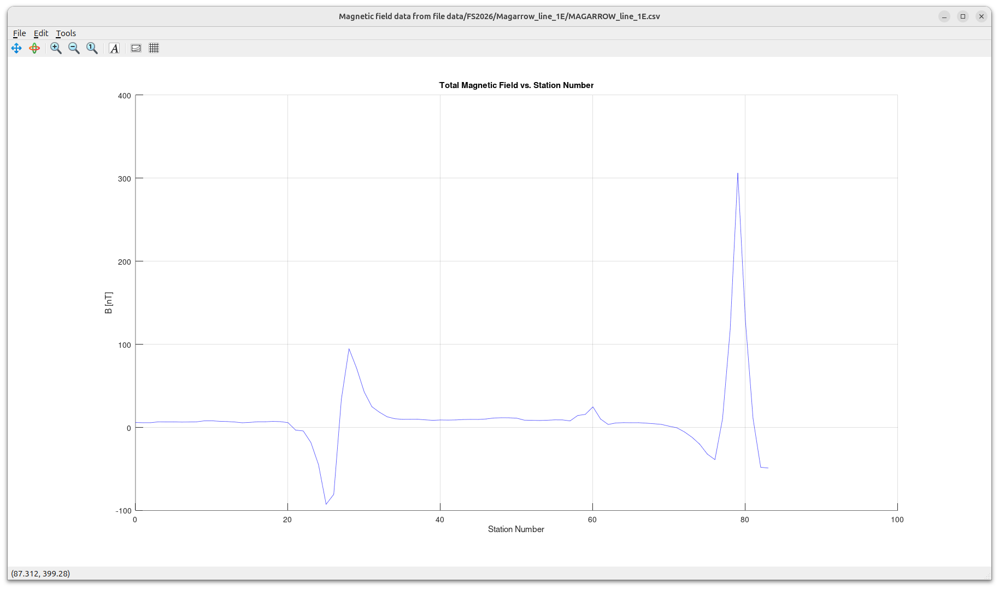 Magnetic field data from file data/FS2026/Magarrow_line_1E/MAGARROW_line_1E.csv
File Edit Tools
1 A
Total Magnetic Field vs. Station Number
400
300
200
100
0
-100
B [nT]
0 20 40 60 80 100
Station Number
(87.312, 399.28)